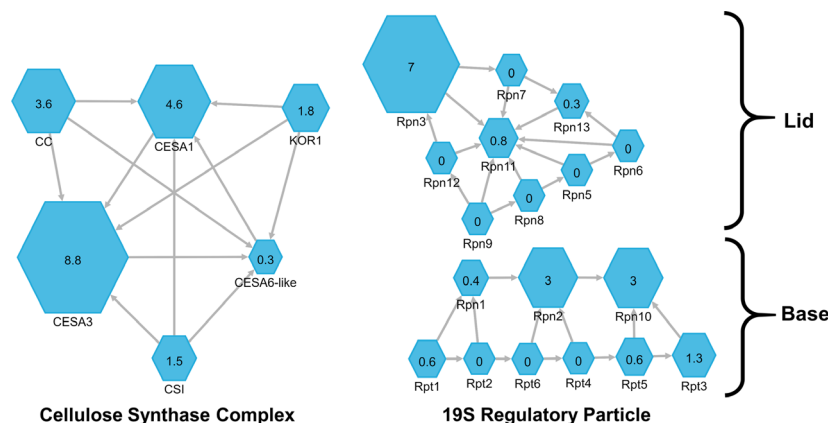 3.6
CC
4.6
CESA1
1.8
KOR1
8.8
CESA3
0.3
CESA6-like
1.5
CSI
Cellulose Synthase Complex
7
Rpn3
0
Rpn7
0.3
Rpn13
0.8
Rpn11
0
Rpn6
0
Rpn12
0
Rpn5
0
Rpn8
0
Rpn9
Lid
0.4
Rpn1
3
Rpn2
3
Rpn10
0.6
Rpt1
0
Rpt2
0
Rpt6
0
Rpt4
0.6
Rpt5
1.3
Rpt3
Base
19S Regulatory Particle